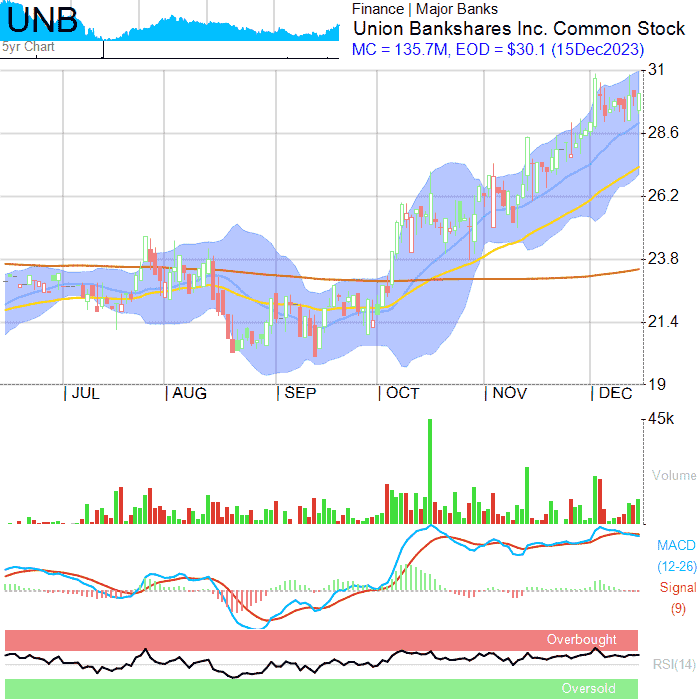 UNB
5yr Chart
Finance | Major Banks
Union Bankshares Inc. Common Stock
MC = 135.7M, EOD = $30.1 (15Dec2023)
31
28.6
26.2
23.8
21.4
19
| JUL | AUG | SEP | OCT | NOV | DEC
45k
Volume
MACD
(12-26)
Signal
(9)
Overbought
RSI(14)
Oversold